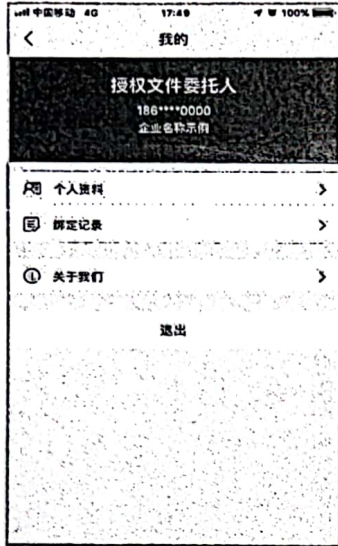 中国移动 4G 17:49 100%
我的
授权文件委托人
186****0000
企业名称示例
个人资料
绑定记录
关于我们
退出